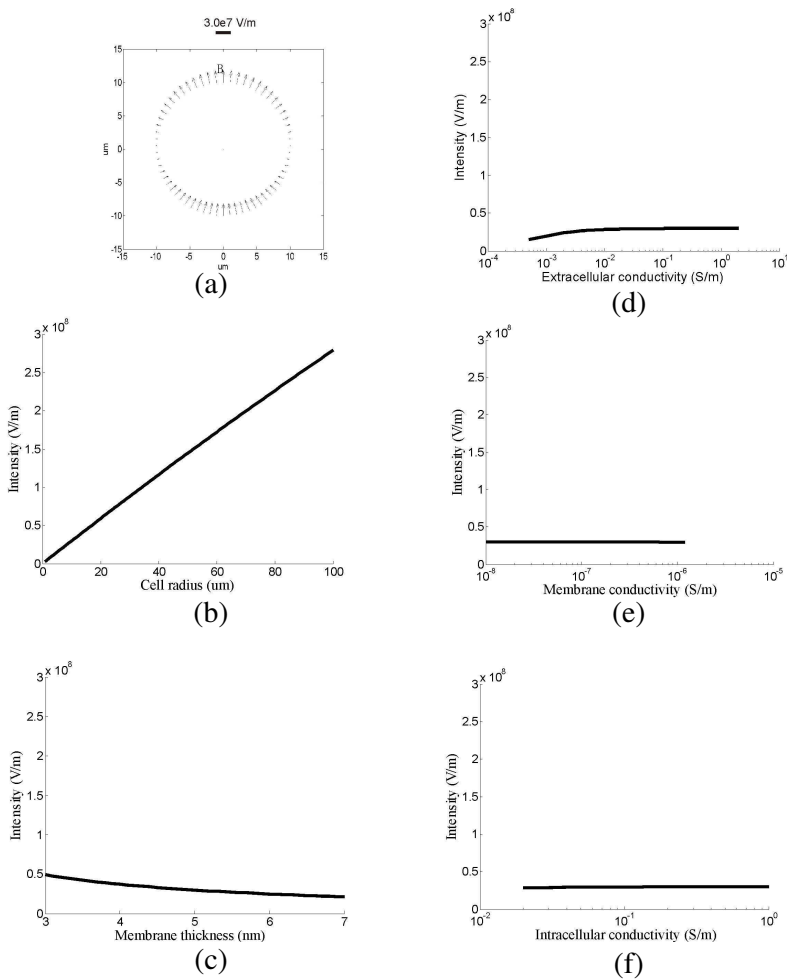 3.0e7 V/m
15
10
5
0
-5
-10
-15
um
B
-15 -10 -5 0 5 10 15
um
(a)
3 x 10^8
2.5
2
1.5
1
0.5
0
Intensity (V/m)
10^-4 10^-3 10^-2 10^-1 10^0 10^1
Extracellular conductivity (S/m)
(d)
3 x 10^8
2.5
2
1.5
1
0.5
0
Intensity (V/m)
0 20 40 60 80 100
Cell radius (um)
(b)
3 x 10^8
2.5
2
1.5
1
0.5
0
Intensity (V/m)
10^-8 10^-7 10^-6 10^-5
Membrane conductivity (S/m)
(e)
3 x 10^8
2.5
2
1.5
1
0.5
0
Intensity (V/m)
3 4 5 6 7
Membrane thickness (nm)
(c)
3 x 10^8
2.5
2
1.5
1
0.5
0
Intensity (V/m)
10^-2 10^-1 10^0
Intracellular conductivity (S/m)
(f)